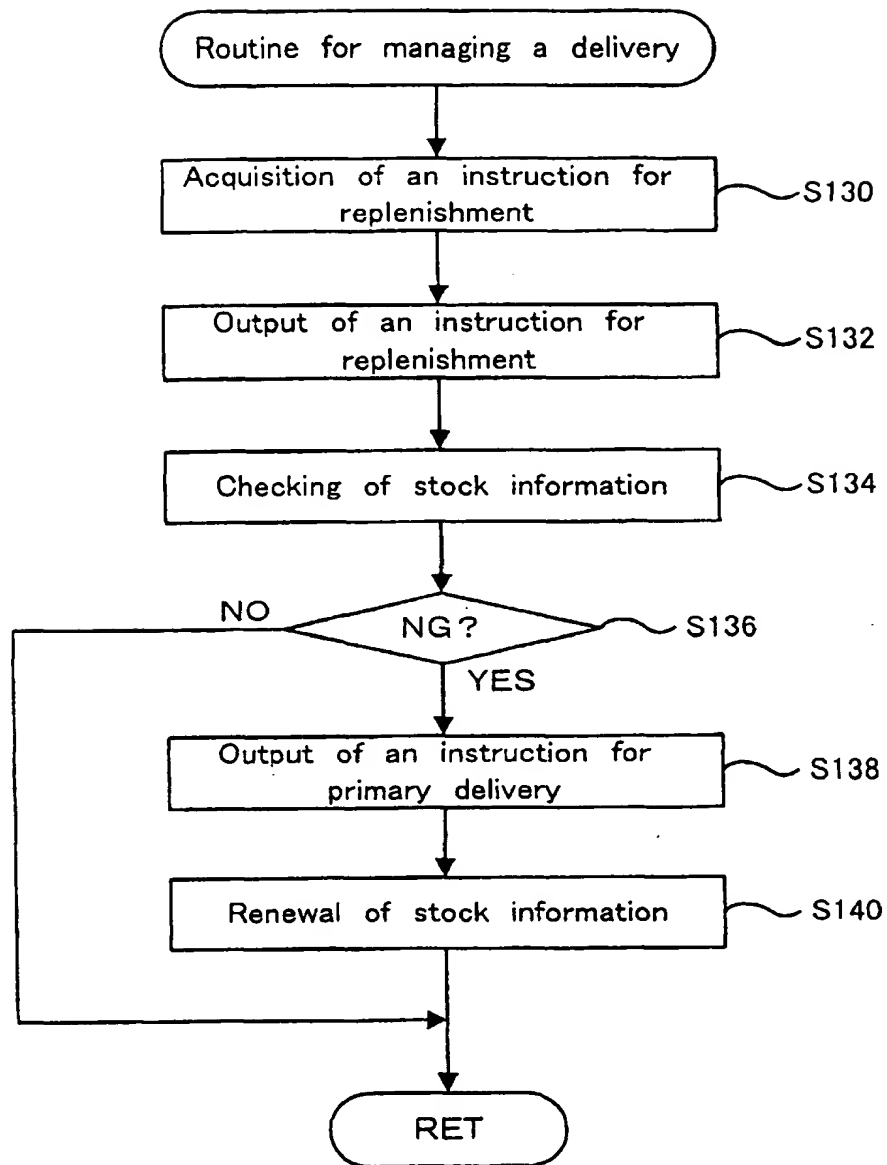 Routine for managing a delivery
Acquisition of an instruction for
replenishment
S130
Output of an instruction for
replenishment
S132
Checking of stock information
S134
NO
NG?
S136
YES
Output of an instruction for
primary delivery
S138
Renewal of stock information
S140
RET